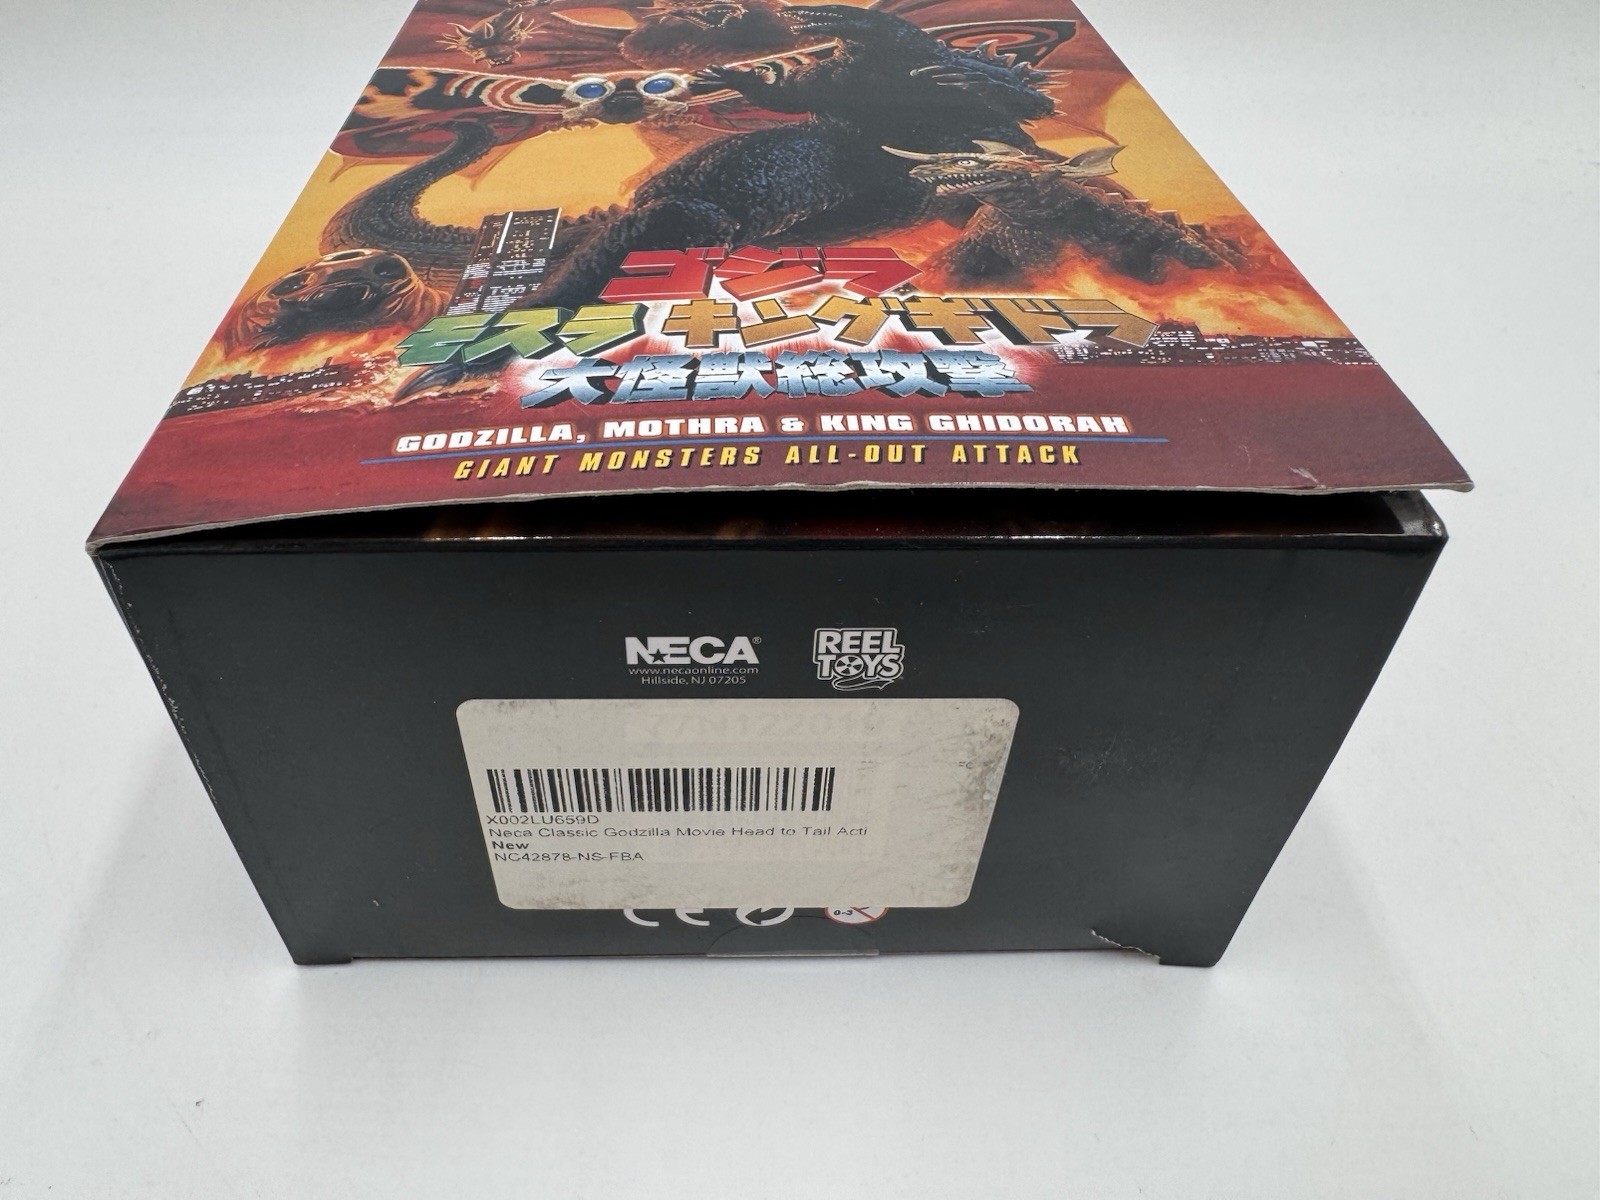 ゴジラ
モスラ キングギドラ
大怪獣総攻撃
GODZILLA, MOTHRA & KING GHIDORAH
GIANT MONSTERS ALL-OUT ATTACK
NECA®
www.necaonline.com
Hillside, NJ 07205
REEL
TOYS
X002LU659D
Neca Classic Godzilla Movie Head to Tail Acti
New
NC42878-NS-FBA
0-3